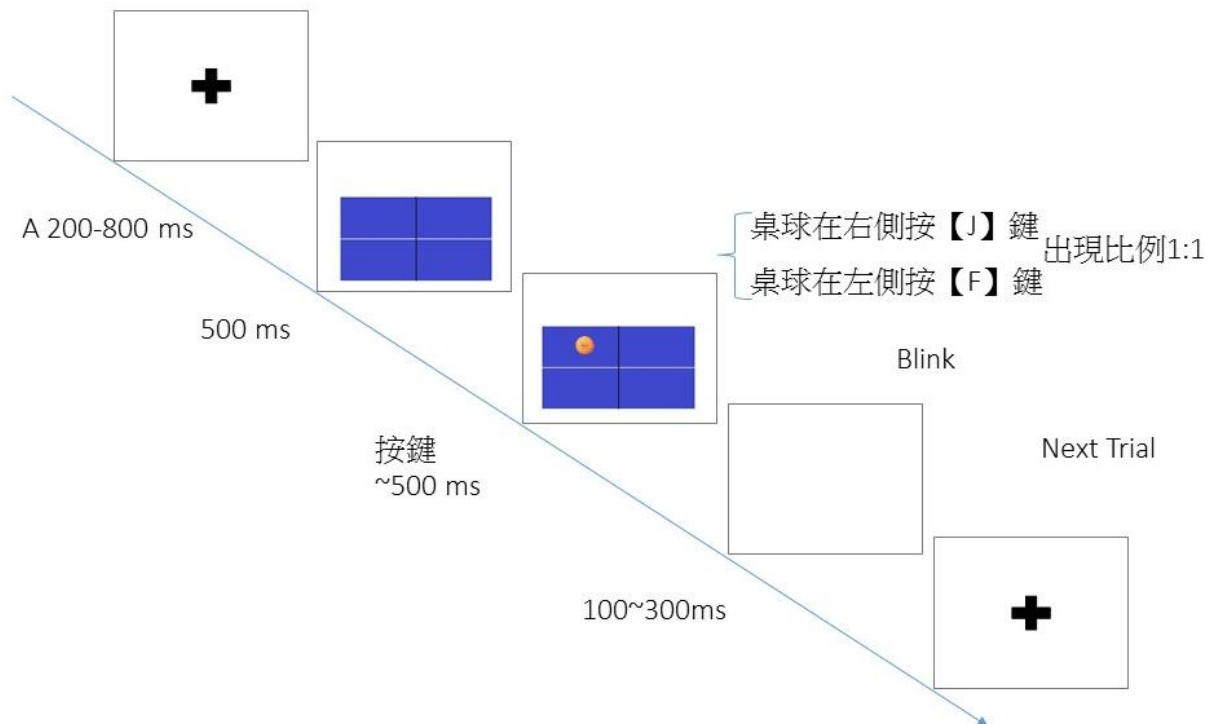 A 200-800 ms
500 ms
桌球在右側按【J】鍵
桌球在左側按【F】鍵
出現比例1:1
按鍵
~500 ms
Blink
100~300ms
Next Trial